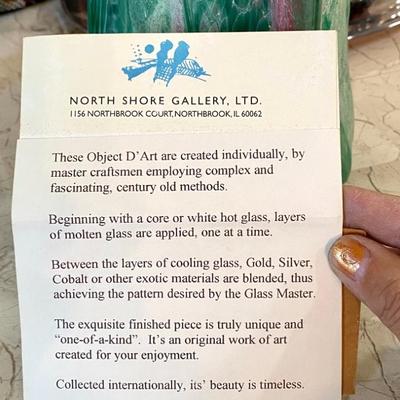 NORTH SHORE GALLERY, LTD.
1156 NORTHBROOK COURT, NORTHBROOK, IL 60062
These Object D'Art are created individually, by
master craftsmen employing complex and
fascinating, century old methods.
Beginning with a core or white hot glass, layers
of molten glass are applied, one at a time.
Between the layers of cooling glass, Gold, Silver,
Cobalt or other exotic materials are blended, thus
achieving the pattern desired by the Glass Master.
The exquisite finished piece is truly unique and
“one-of-a-kind”. It's an original work of art
created for your enjoyment.
Collected internationally, its' beauty is timeless.